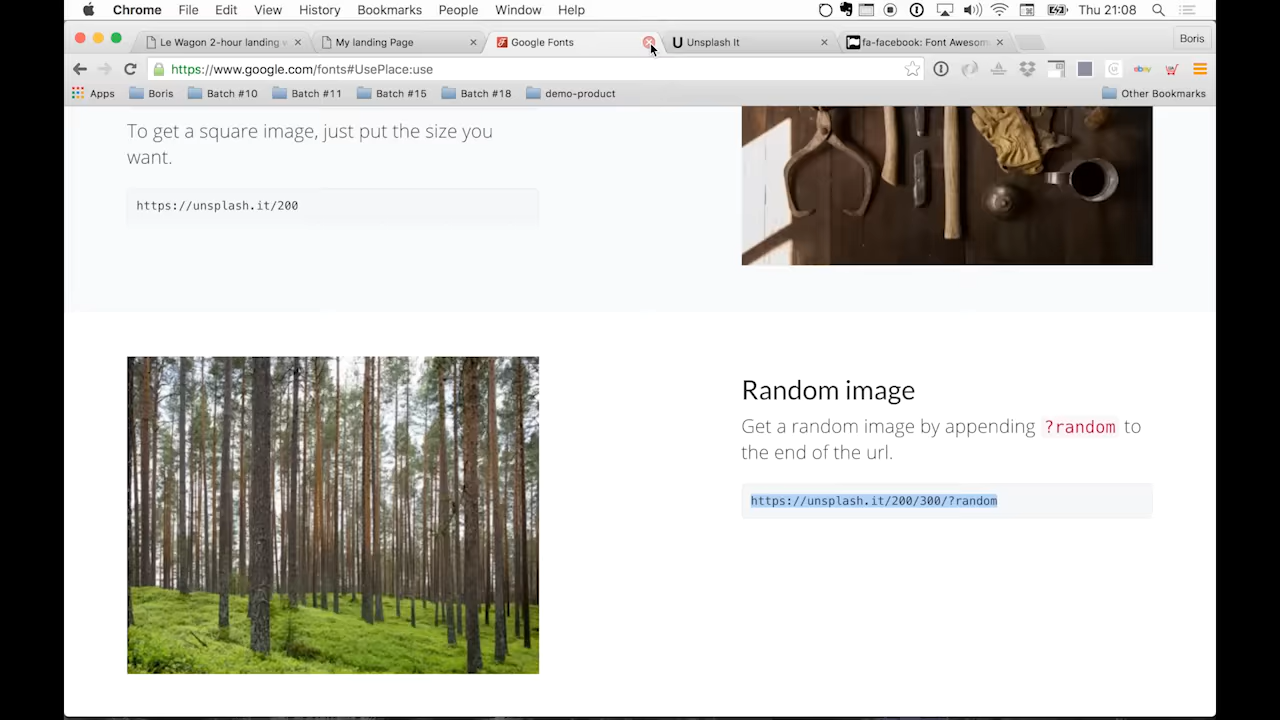 Chrome File Edit View History Bookmarks People Window Help Thu 21:08
Le Wagon 2-hour landing w My landing Page Google Fonts Unsplash It fa-facebook: Font Awesom Boris
https://www.google.com/fonts#UsePlace:use
Apps Boris Batch #10 Batch #11 Batch #15 Batch #18 demo-product Other Bookmarks
To get a square image, just put the size you
want.
https://unsplash.it/200
Random image
Get a random image by appending ?random to
the end of the url.
https://unsplash.it/200/300/?random